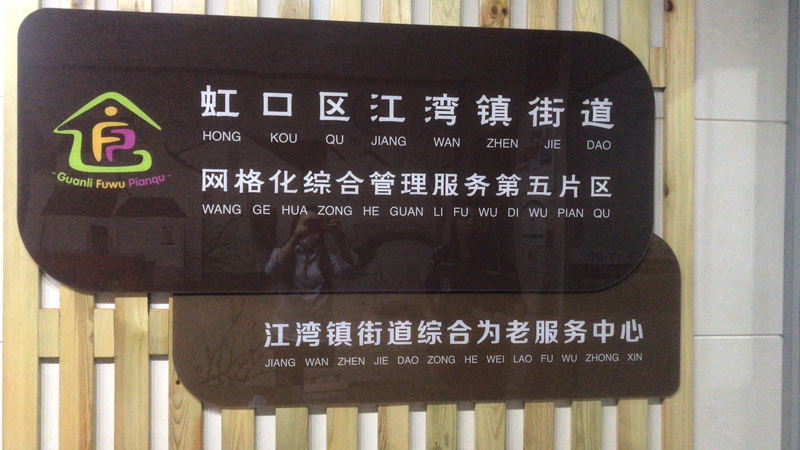 虹口区江湾镇街道
HONG KOU QU JIANG WAN ZHEN JIE DAO
- Guanli Fuwu Pianqu -
网格化综合管理服务第五片区
WANG GE HUA ZONG HE GUAN LI FU WU DI WU PIAN QU
江湾镇街道综合为老服务中心
JIANG WAN ZHEN JIE DAO ZONG HE WEI LAO FU WU ZHONG XIN